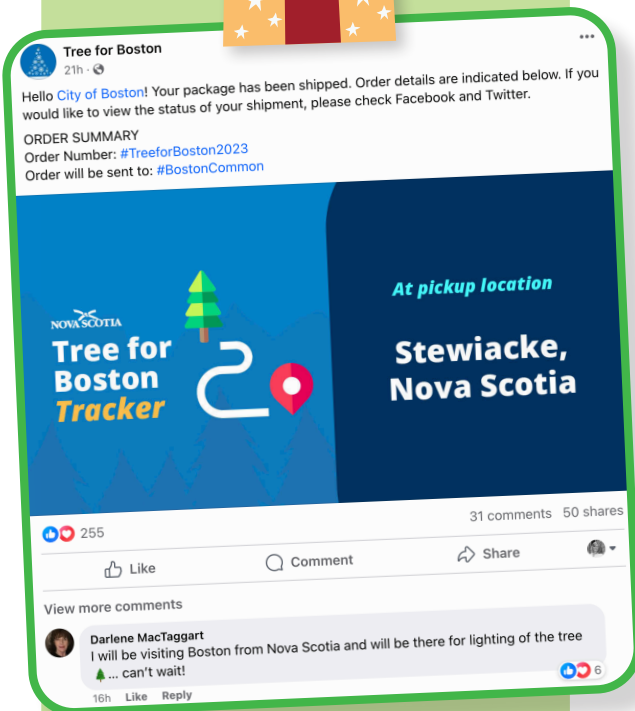 Tree for Boston
21h
Hello City of Boston! Your package has been shipped. Order details are indicated below. If you
would like to view the status of your shipment, please check Facebook and Twitter.
ORDER SUMMARY
Order Number: #TreeforBoston2023
Order will be sent to: #BostonCommon
NOVA SCOTIA
Tree for
Boston
Tracker
At pickup location
Stewiacke,
Nova Scotia
255
31 comments 50 shares
Like Comment Share
View more comments
Darlene MacTaggart
I will be visiting Boston from Nova Scotia and will be there for lighting of the tree
🌲... can't wait!
6
16h Like Reply